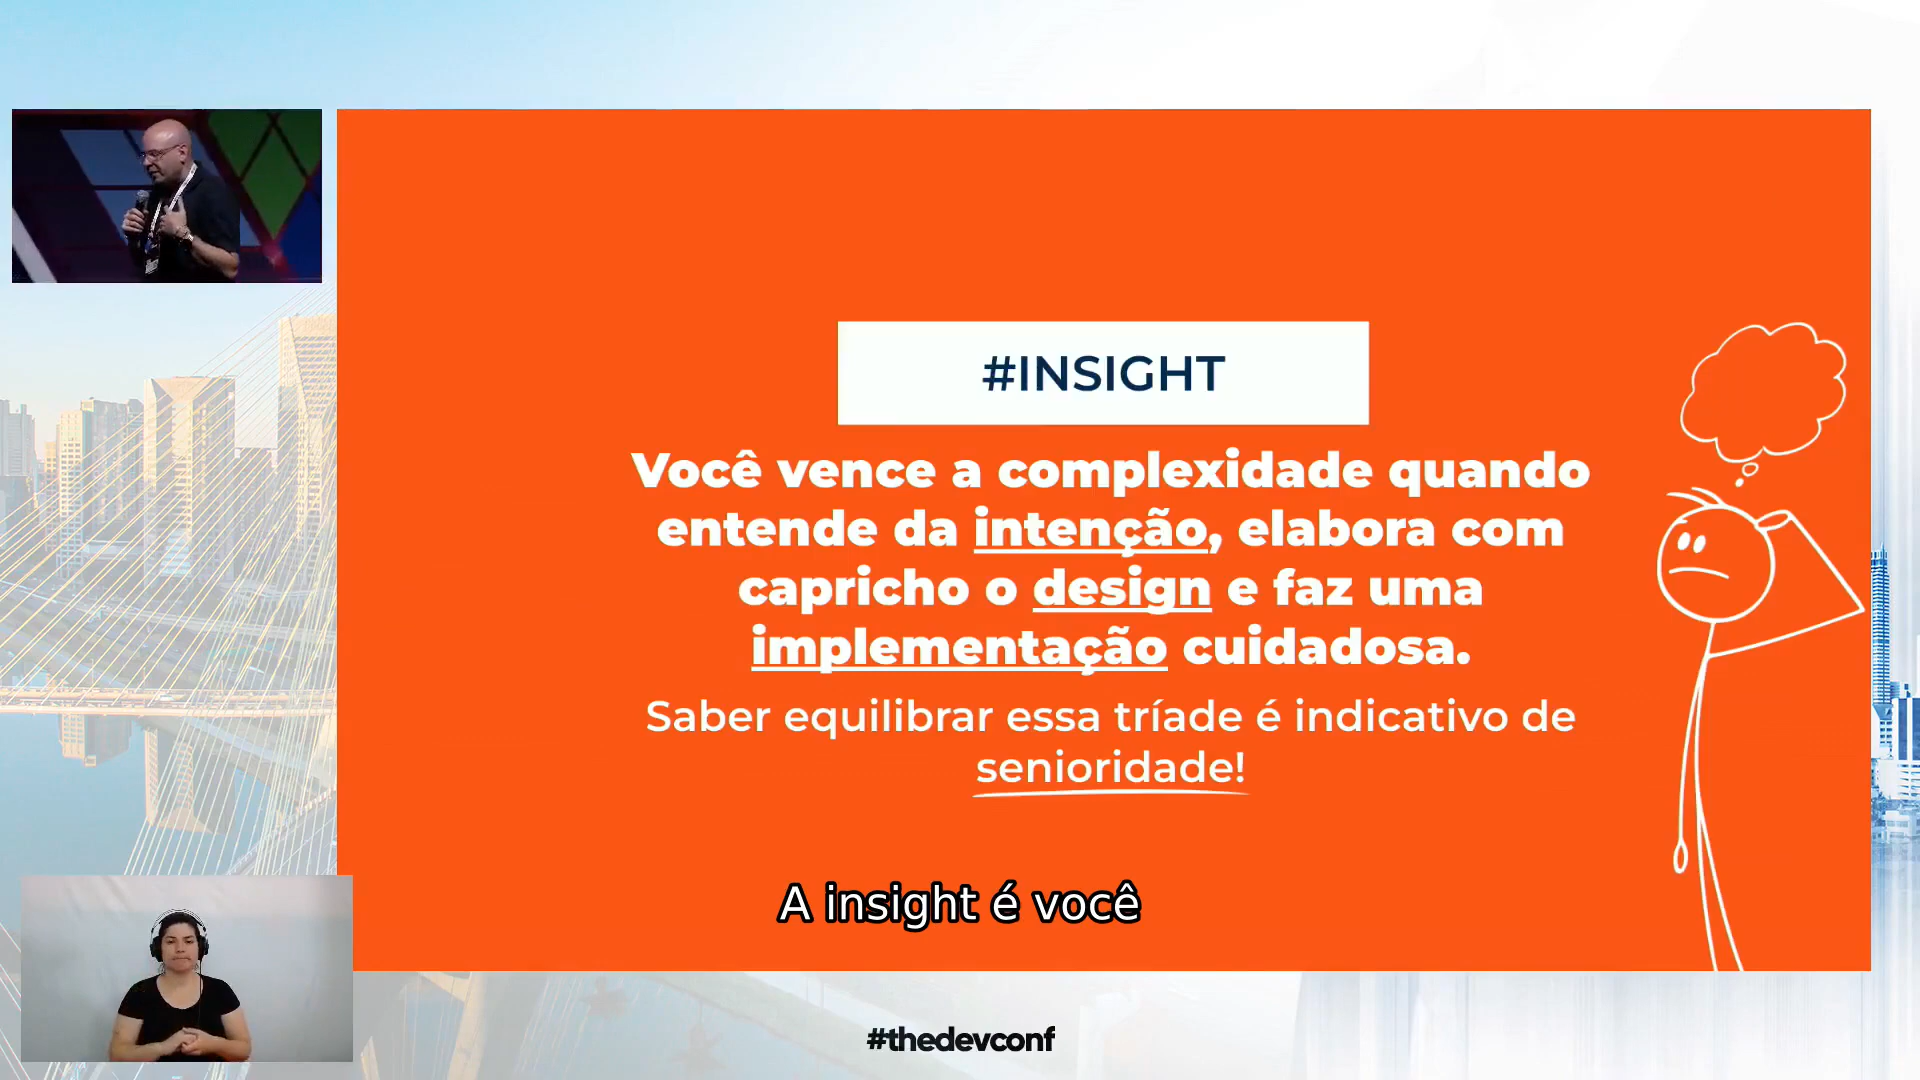 #INSIGHT
Você vence a complexidade quando
entende da intenção, elabora com
capricho o design e faz uma
implementação cuidadosa.
Saber equilibrar essa tríade é indicativo de
senioridade!
A insight é você
#thedevconf